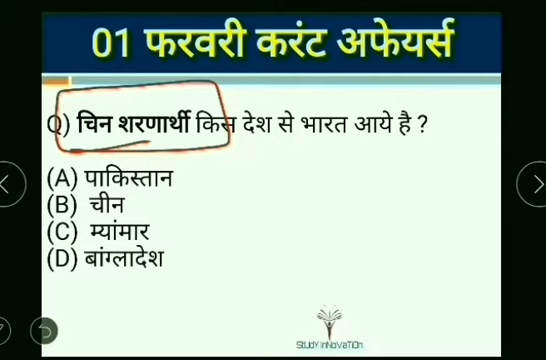 01 फरवरी करंट अफेयर्स
Q) चिन शरणार्थी किस देश से भारत आये है ?
(A) पाकिस्तान
(B) चीन
(C) म्यांमार
(D) बांग्लादेश
STUDY INNOVATION